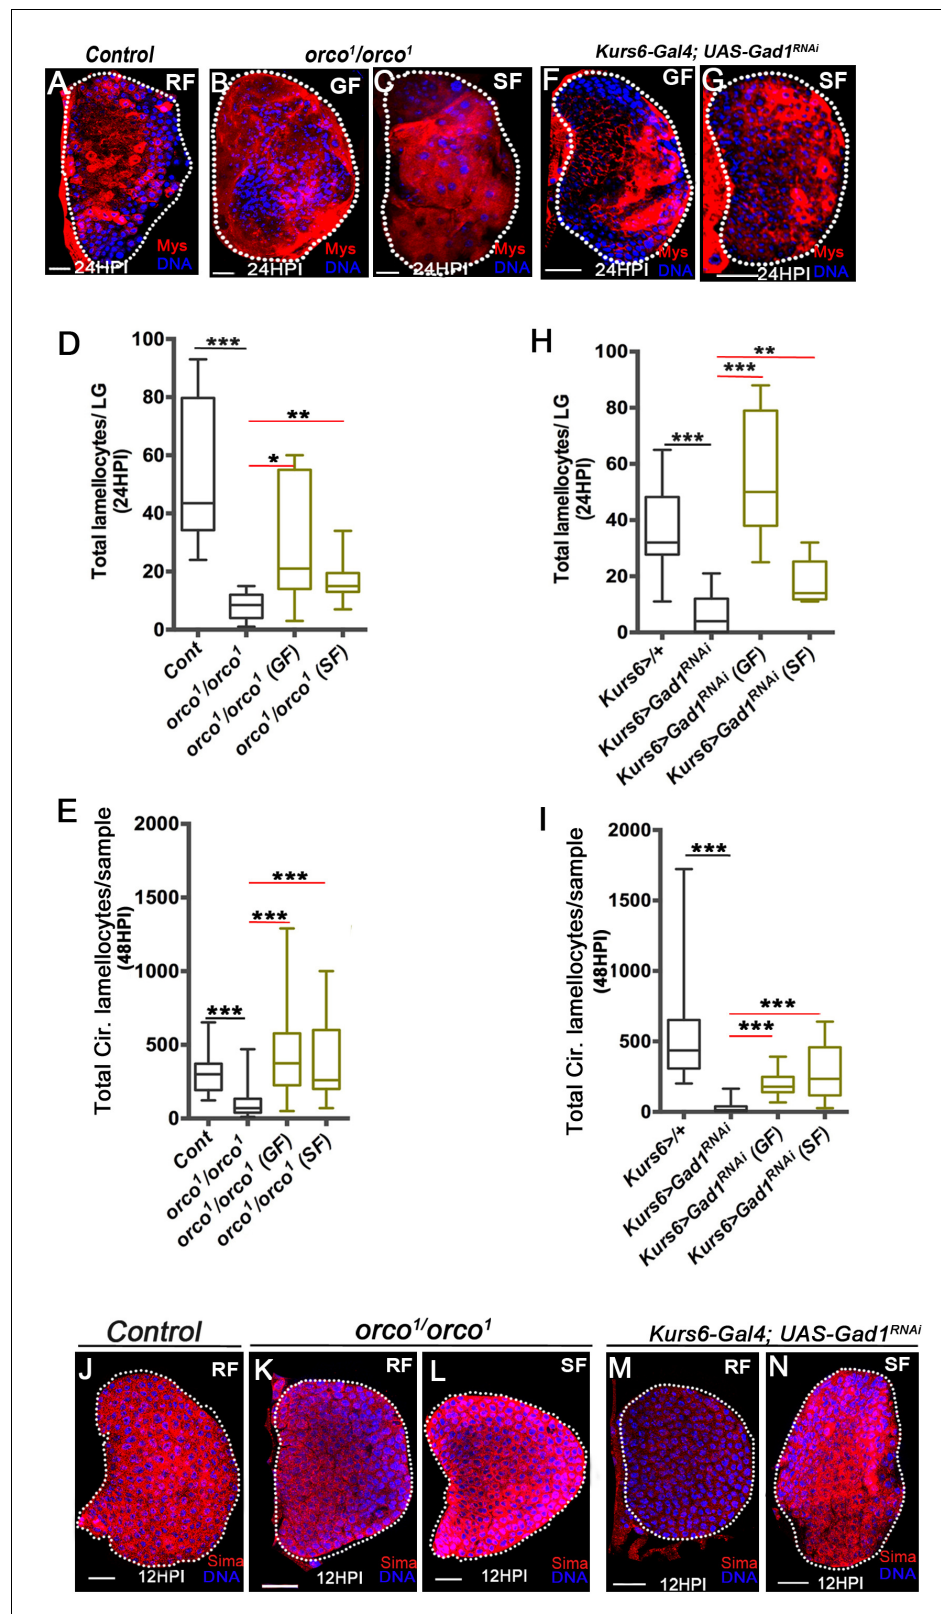 Control
orco¹/orco¹
Kurs6-Gal4; UAS-Gad1ᴿᴺᴬⁱ
A RF Mys 24HPI DNA
B GF Mys 24HPI DNA
C SF Mys 24HPI DNA
F GF Mys 24HPI DNA
G SF Mys 24HPI DNA
D
Total lamellocytes/ LG
(24HPI)
100
80
60
40
20
0
***
**
*
Cont
orco¹/orco¹
orco¹/orco¹ (GF)
orco¹/orco¹ (SF)
H
Total lamellocytes/ LG
(24HPI)
100
80
60
40
20
0
**
***
***
Kurs6>/+
Kurs6>Gad1ᴿᴺᴬⁱ
Kurs6>Gad1ᴿᴺᴬⁱ (GF)
Kurs6>Gad1ᴿᴺᴬⁱ (SF)
E
Total Cir. lamellocytes/sample
(48HPI)
2000
1500
1000
500
0
***
***
***
Cont
orco¹/orco¹
orco¹/orco¹ (GF)
orco¹/orco¹ (SF)
I
Total Cir. lamellocytes/sample
(48HPI)
2000
1500
1000
500
0
***
***
***
Kurs6>/+
Kurs6>Gad1ᴿᴺᴬⁱ
Kurs6>Gad1ᴿᴺᴬⁱ (GF)
Kurs6>Gad1ᴿᴺᴬⁱ (SF)
Control
orco¹/orco¹
Kurs6-Gal4; UAS-Gad1ᴿᴺᴬⁱ
J RF Sima 12HPI DNA
K RF Sima 12HPI DNA
L SF Sima 12HPI DNA
M RF Sima 12HPI DNA
N SF Sima 12HPI DNA